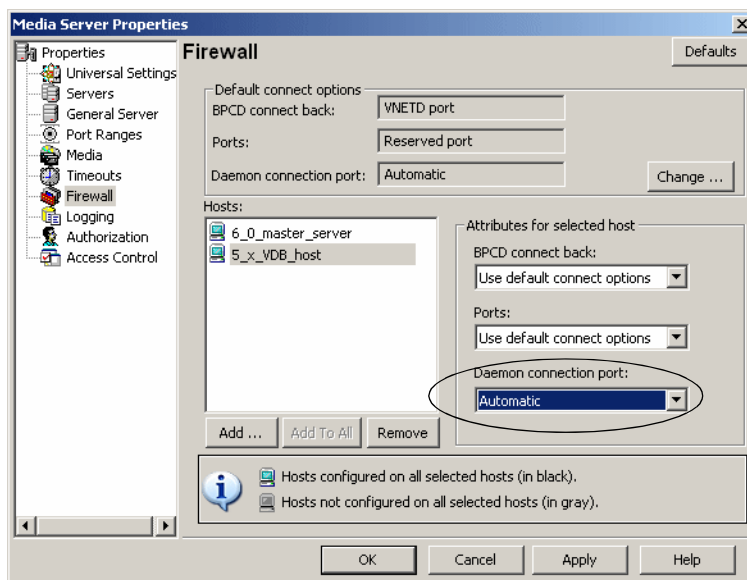 Media Server Properties
Properties
Universal Settings
Servers
General Server
Port Ranges
Media
Timeouts
Firewall
Logging
Authorization
Access Control
Firewall
Defaults
Default connect options
BPCD connect back: VNETD port
Ports: Reserved port
Daemon connection port: Automatic
Change ...
Hosts:
6_0_master_server
5_x_VDB_host
Add ... Add To All Remove
Attributes for selected host
BPCD connect back:
Use default connect options
Ports:
Use default connect options
Daemon connection port:
Automatic
Hosts configured on all selected hosts (in black).
Hosts not configured on all selected hosts (in gray).
OK Cancel Apply Help